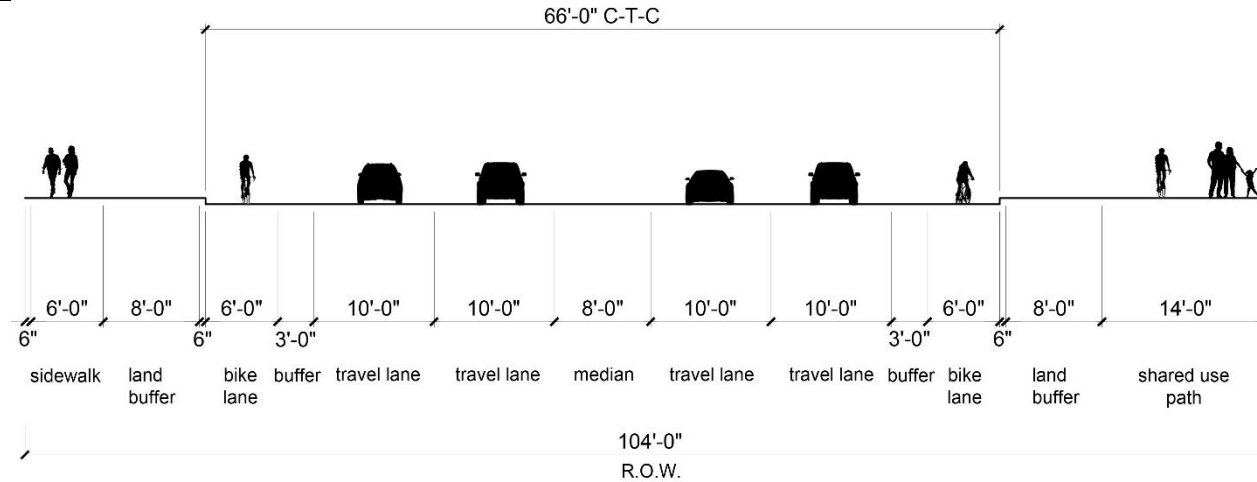 66'-0" C-T-C
6'-0" 8'-0" 6'-0" 10'-0" 10'-0" 8'-0" 10'-0" 10'-0" 6'-0" 8'-0" 14'-0"
6" 6" 3'-0" 3'-0" 6"
sidewalk land buffer bike lane buffer travel lane travel lane median travel lane travel lane buffer bike lane land buffer shared use path
104'-0"
R.O.W.